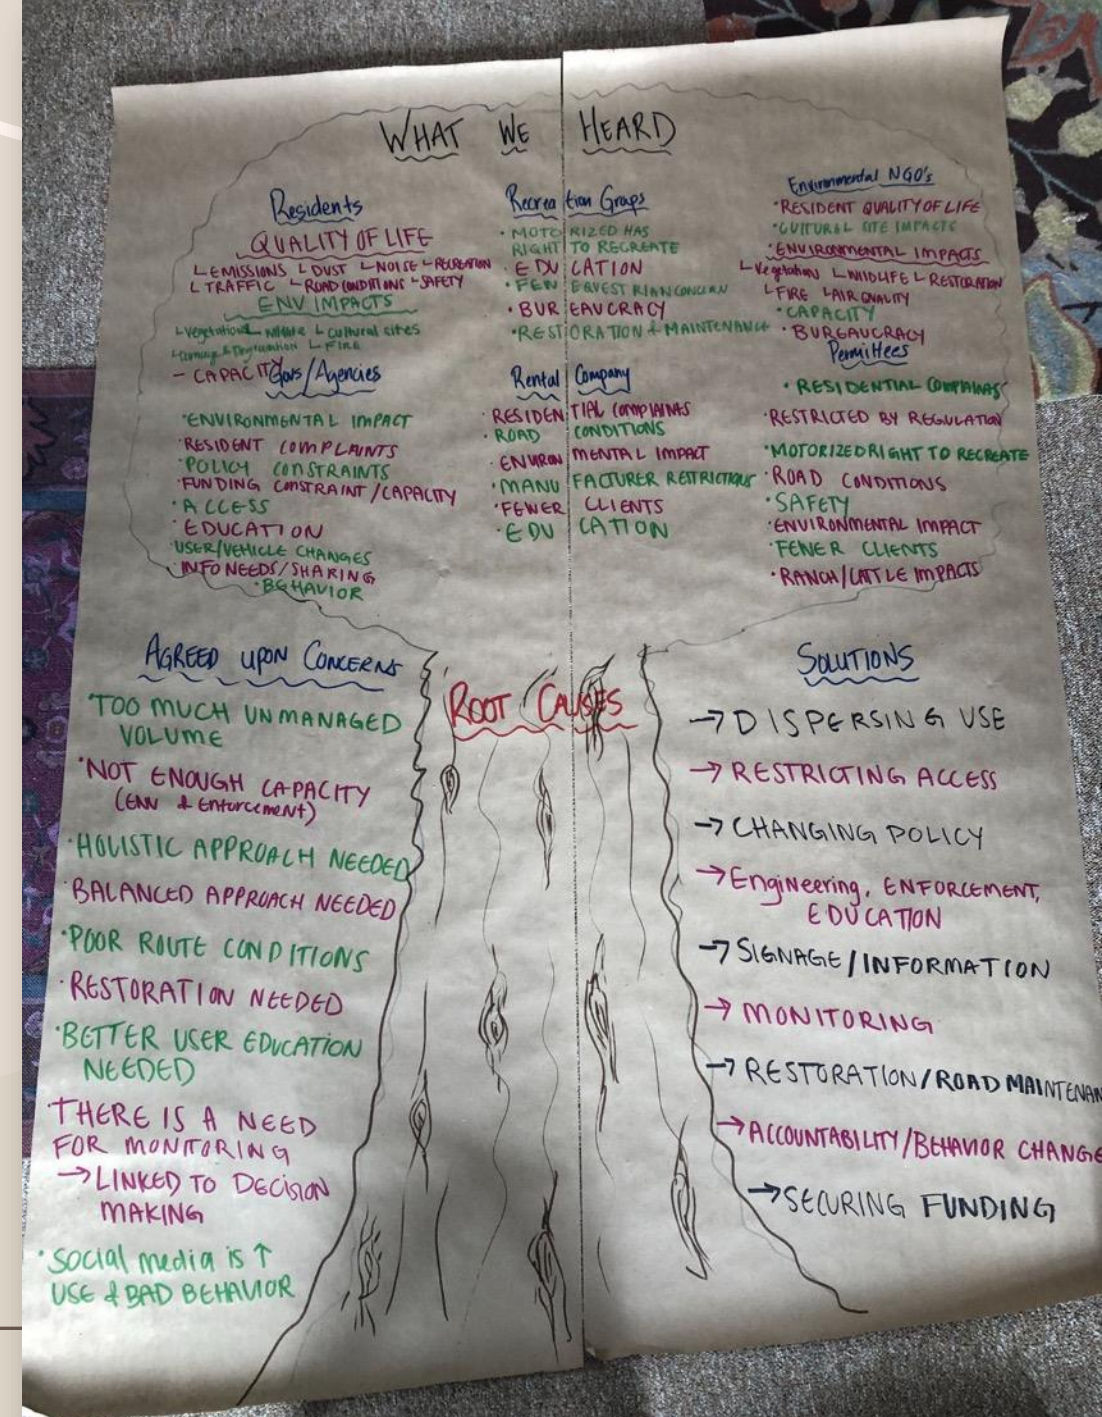 WHAT WE HEARD
Residents
QUALITY OF LIFE
EMISSIONS DUST NOISE RECREATION
TRAFFIC ROAD CONDITIONS SAFETY
ENV IMPACTS
Vegetation Wildlife Cultural sites
FIRE
- CAPACITY
Recreation Groups
· MOTORIZED HAS
RIGHT TO RECREATE
· EDUCATION
· FEW EQUESTRIAN CONCERN
· BUREAUCRACY
· RESTORATION & MAINTENANCE
Environmental NGO's
· RESIDENT QUALITY OF LIFE
· CULTURAL SITE IMPACTS
· ENVIRONMENTAL IMPACTS
Vegetation WILDLIFE RESTORATION
FIRE AIR QUALITY
· CAPACITY
· BUREAUCRACY
Govs/Agencies
· ENVIRONMENTAL IMPACT
· RESIDENT COMPLAINTS
· POLICY CONSTRAINTS
· FUNDING CONSTRAINT/CAPACITY
· ACCESS
· EDUCATION
· USER/VEHICLE CHANGES
· INFO NEEDS/SHARING
· BEHAVIOR
Rental Company
· RESIDENTIAL COMPLAINTS
· ROAD CONDITIONS
· ENVIRONMENTAL IMPACT
· MANUFACTURER RESTRICTIONS
· FEWER CLIENTS
· EDUCATION
Permittees
· RESIDENTIAL COMPLAINTS
· RESTRICTED BY REGULATION
· MOTORIZED RIGHT TO RECREATE
· ROAD CONDITIONS
· SAFETY
· ENVIRONMENTAL IMPACT
· FEWER CLIENTS
· RANCH/CATTLE IMPACTS
AGREED UPON CONCERNS
· TOO MUCH UNMANAGED
VOLUME
· NOT ENOUGH CAPACITY
(ENV & Enforcement)
· HOLISTIC APPROACH NEEDED
· BALANCED APPROACH NEEDED
· POOR ROUTE CONDITIONS
· RESTORATION NEEDED
· BETTER USER EDUCATION
NEEDED
· THERE IS A NEED
FOR MONITORING
→ LINKED TO DECISION
MAKING
· Social media is ↑
USE & BAD BEHAVIOR
ROOT CAUSES
SOLUTIONS
→ DISPERSING USE
→ RESTRICTING ACCESS
→ CHANGING POLICY
→ Engineering, ENFORCEMENT,
EDUCATION
→ SIGNAGE/INFORMATION
→ MONITORING
→ RESTORATION/ROAD MAINTENAN
→ ACCOUNTABILITY/BEHAVIOR CHANGE
→ SECURING FUNDING